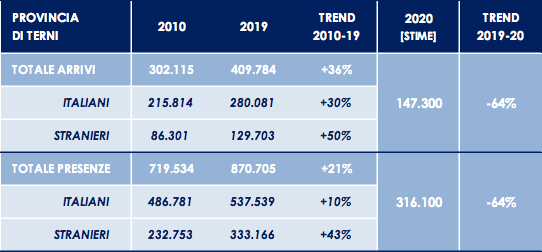 PROVINCIA DI TERNI 2010 2019 TREND 2010-19 2020 [STIME] TREND 2019-20
TOTALE ARRIVI 302.115 409.784 +36% 147.300 -64%
ITALIANI 215.814 280.081 +30%
STRANIERI 86.301 129.703 +50%
TOTALE PRESENZE 719.534 870.705 +21% 316.100 -64%
ITALIANI 486.781 537.539 +10%
STRANIERI 232.753 333.166 +43%